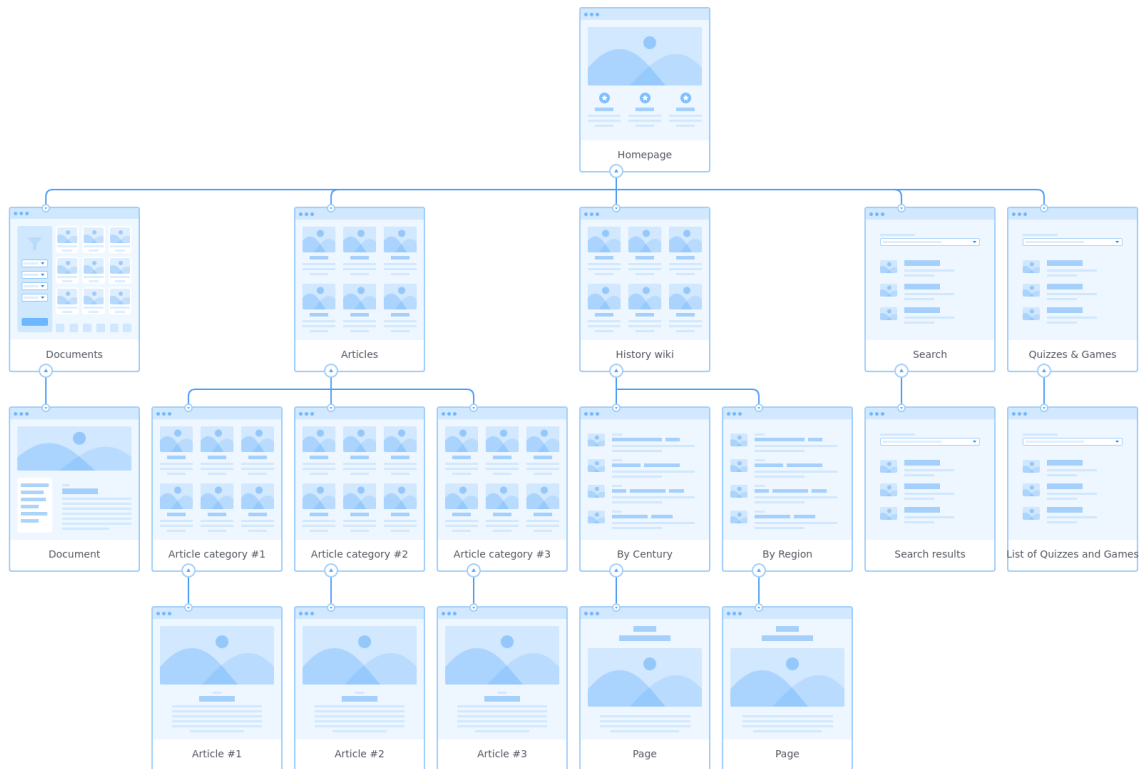 Homepage
Documents
Articles
History wiki
Search
Quizzes & Games
Document
Article category #1
Article category #2
Article category #3
By Century
By Region
Search results
List of Quizzes and Games
Article #1
Article #2
Article #3
Page
Page